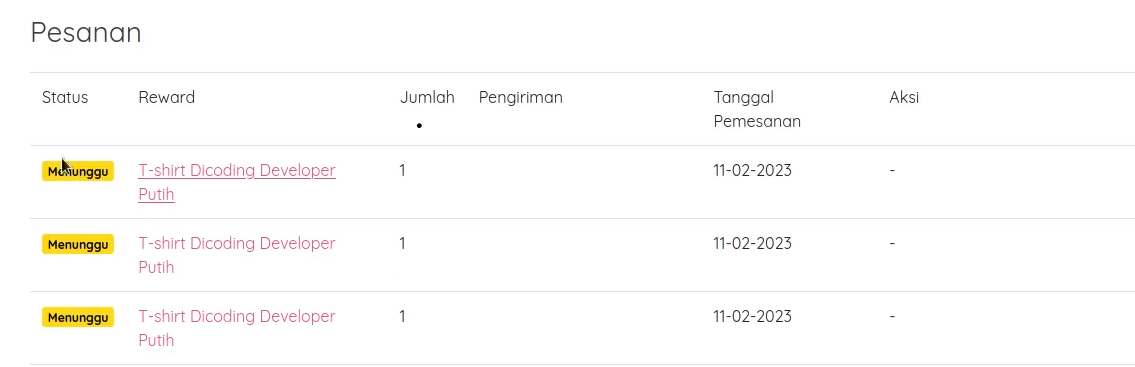 Pesanan
Status Reward Jumlah Pengiriman Tanggal Aksi
Pemesanan
Menunggu T-shirt Dicoding Developer 1 11-02-2023 -
Putih
Menunggu T-shirt Dicoding Developer 1 11-02-2023 -
Putih
Menunggu T-shirt Dicoding Developer 1 11-02-2023 -
Putih